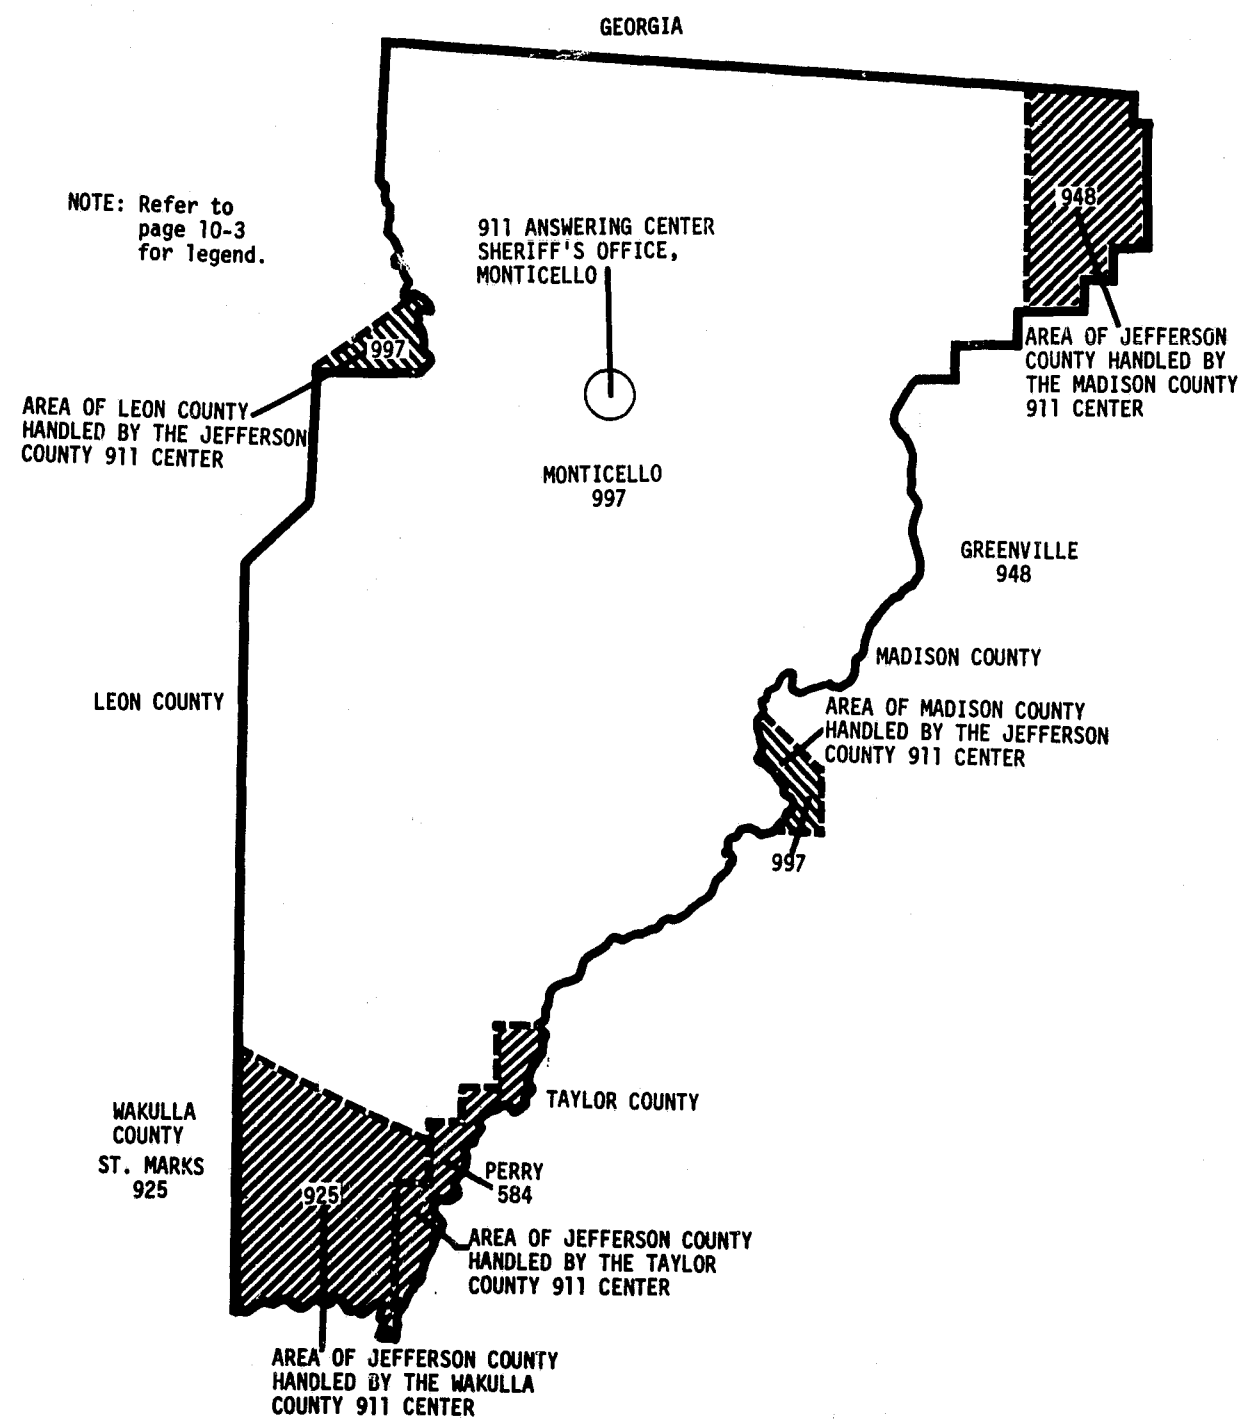 GEORGIA
NOTE: Refer to
page 10-3
for legend.
911 ANSWERING CENTER
SHERIFF'S OFFICE,
MONTICELLO
948
AREA OF JEFFERSON
COUNTY HANDLED BY
THE MADISON COUNTY
911 CENTER
997
AREA OF LEON COUNTY
HANDLED BY THE JEFFERSON
COUNTY 911 CENTER
MONTICELLO
997
GREENVILLE
948
MADISON COUNTY
LEON COUNTY
AREA OF MADISON COUNTY
HANDLED BY THE JEFFERSON
COUNTY 911 CENTER
997
TAYLOR COUNTY
WAKULLA
COUNTY
ST. MARKS
925
925
PERRY
584
AREA OF JEFFERSON COUNTY
HANDLED BY THE TAYLOR
COUNTY 911 CENTER
AREA OF JEFFERSON COUNTY
HANDLED BY THE WAKULLA
COUNTY 911 CENTER